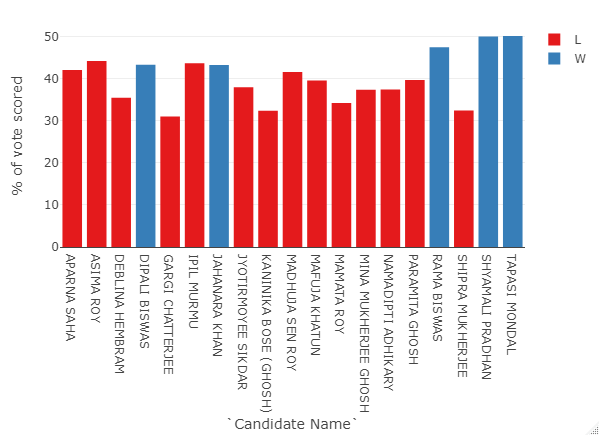 50
40
30
20
10
0
% of vote scored
L
W
APARNA SAHA
ASIMA ROY
DEBLINA HEMBRAM
DIPALI BISWAS
GARGI CHATTERJEE
IPIL MURMU
JAHANARA KHAN
JYOTIRMOYEE SIKDAR
KANINIKA BOSE (GHOSH)
MADHUJA SEN ROY
MAFUJA KHATUN
MAMATA ROY
MINA MUKHERJEE GHOSH
NAMADIPTI ADHIKARY
PARAMITA GHOSH
RAMA BISWAS
SHIPRA MUKHERJEE
SHYAMALI PRADHAN
TAPASI MONDAL
`Candidate Name`